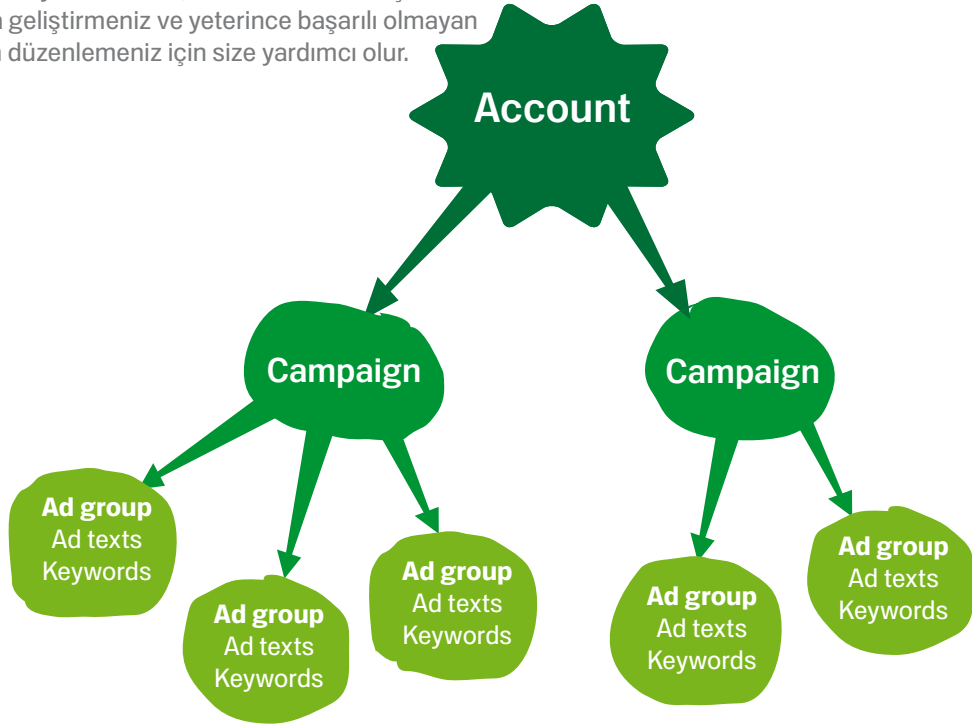 geliştirmeniz ve yeterince başarılı olmayan
düzenlemeniz için size yardımcı olur.
Account
Campaign
Campaign
Ad group
Ad texts
Keywords
Ad group
Ad texts
Keywords
Ad group
Ad texts
Keywords
Ad group
Ad texts
Keywords
Ad group
Ad texts
Keywords